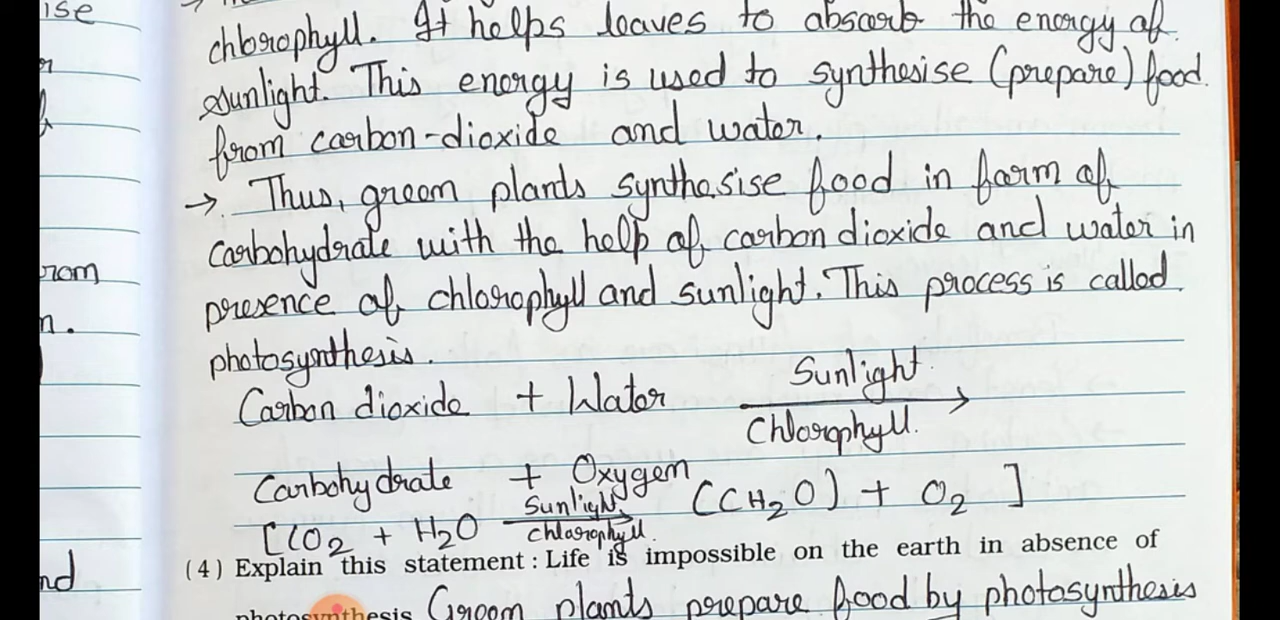 ise
chlorophyll. It helps leaves to absorb the energy of
sunlight. This energy is used to synthesise (prepare) food
from carbon-dioxide and water.
→ Thus, green plants synthesise food in form of
carbohydrate with the help of carbon dioxide and water in
rom
presence of chlorophyll and sunlight. This process is called
n.
photosynthesis.
Sunlight
Carbon dioxide + Water →
Chlorophyll.
Carbohydrate + Oxygen
Sunlight
[CO2 + H2O → (CH2O) + O2 ]
chlorophyll.
(4) Explain this statement : Life is impossible on the earth in absence of
nd
photosynthesis Green plants prepare food by photosynthesis